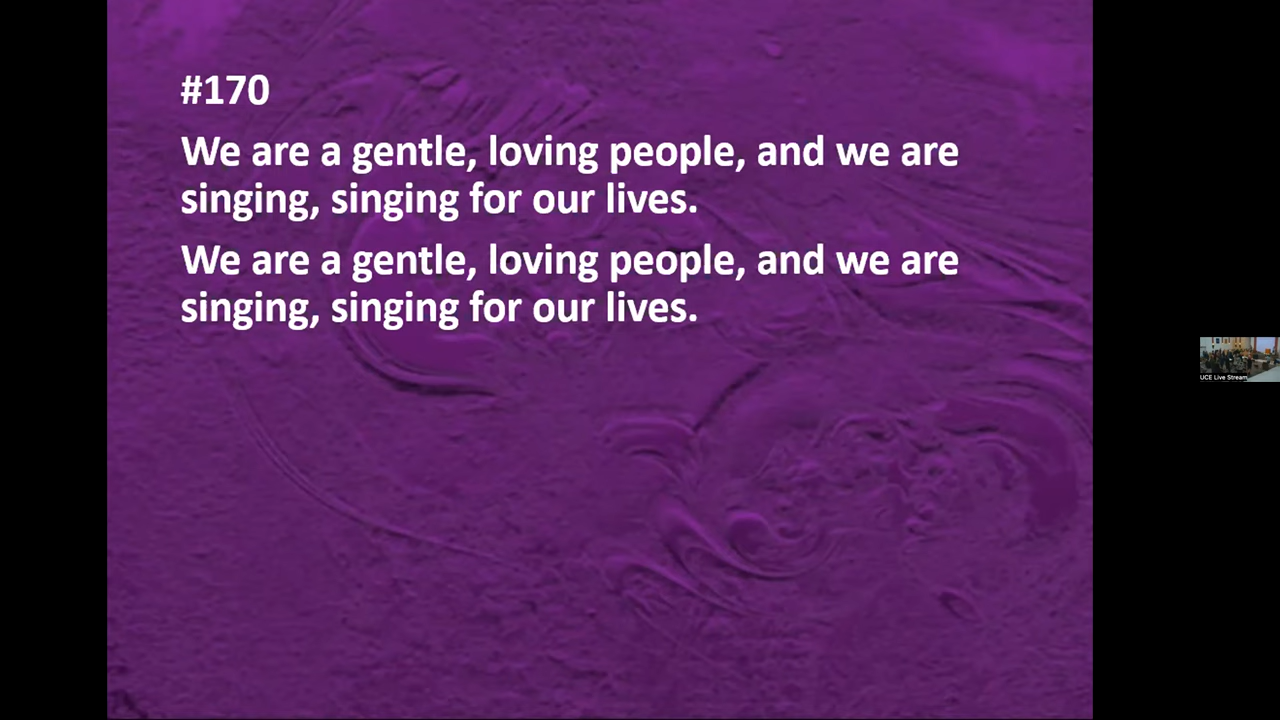 #170
We are a gentle, loving people, and we are
singing, singing for our lives.
We are a gentle, loving people, and we are
singing, singing for our lives.
UCE Live Stream